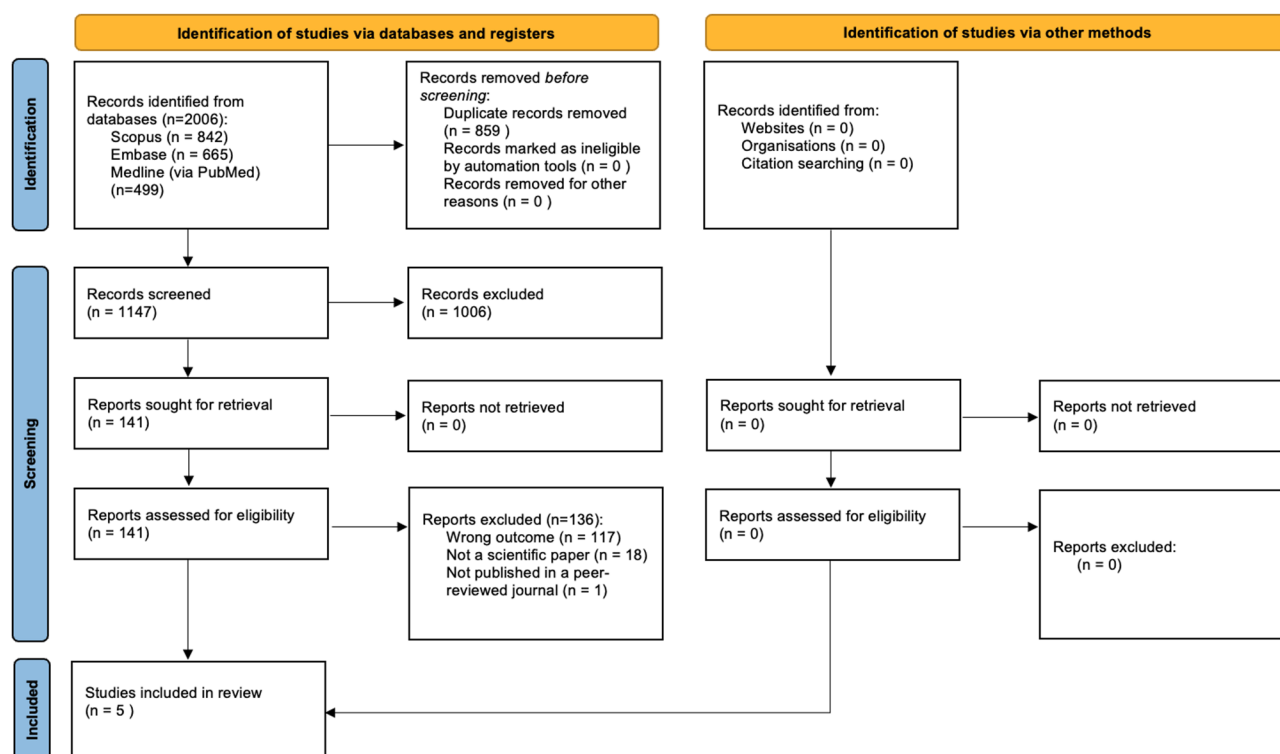 Identification of studies via databases and registers
Identification of studies via other methods
Identification
Records identified from
databases (n=2006):
Scopus (n = 842)
Embase (n = 665)
Medline (via PubMed)
(n=499)
Records removed before
screening:
Duplicate records removed
(n = 859 )
Records marked as ineligible
by automation tools (n = 0 )
Records removed for other
reasons (n = 0 )
Records identified from:
Websites (n = 0)
Organisations (n = 0)
Citation searching (n = 0)
Screening
Records screened
(n = 1147)
Records excluded
(n = 1006)
Reports sought for retrieval
(n = 141)
Reports not retrieved
(n = 0)
Reports sought for retrieval
(n = 0)
Reports not retrieved
(n = 0)
Reports assessed for eligibility
(n = 141)
Reports excluded (n=136):
Wrong outcome (n = 117)
Not a scientific paper (n = 18)
Not published in a peer-
reviewed journal (n = 1)
Reports assessed for eligibility
(n = 0)
Reports excluded:
(n = 0)
Included
Studies included in review
(n = 5 )